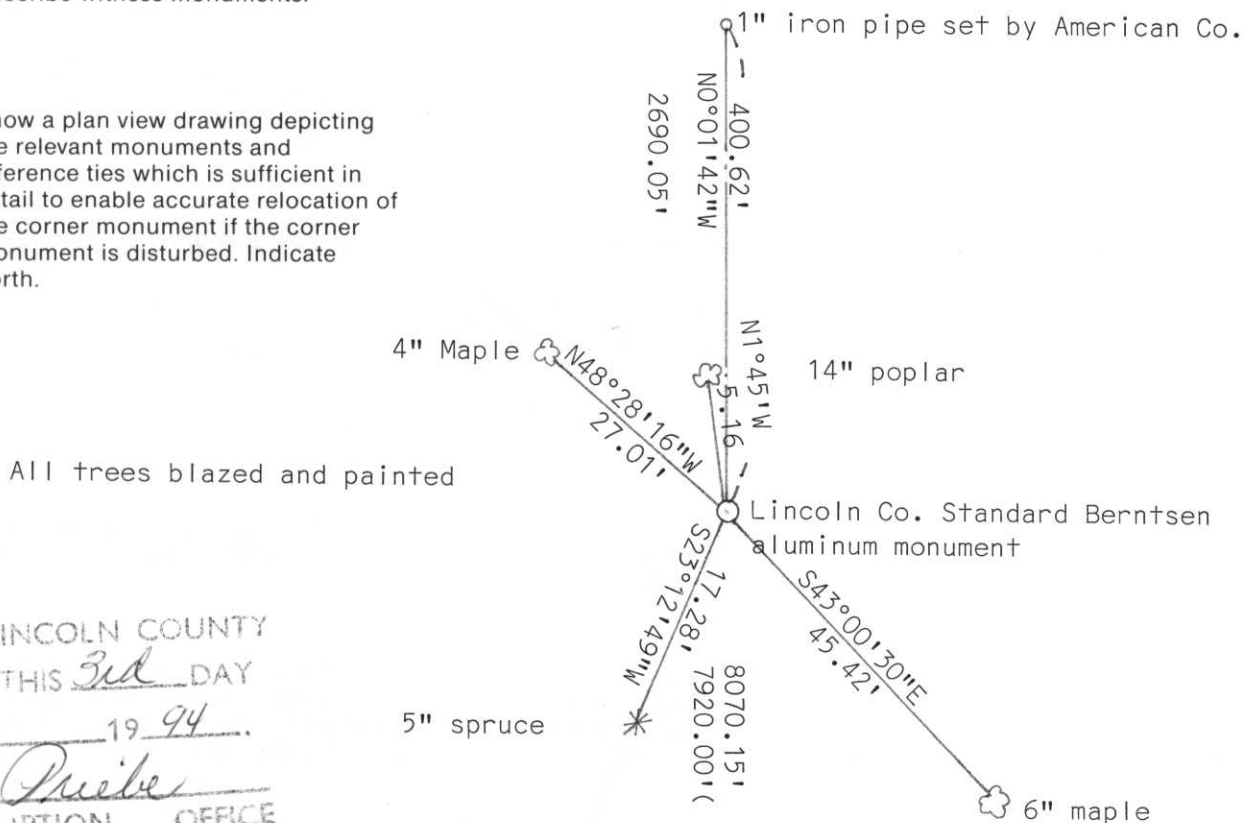 1" iron pipe set by American Co.
now a plan view drawing depicting
e relevant monuments and
ference ties which is sufficient in
tail to enable accurate relocation of
e corner monument if the corner
onument is disturbed. Indicate
orth.
400.62'
N0°01'42"W
2690.05'
4" Maple
N48°28'16"W
27.01'
N1°45'W
5.16
14" poplar
All trees blazed and painted
Lincoln Co. Standard Berntsen
aluminum monument
S43°00'30"E
45.42'
17.28'
S23°12'49"W
8070.15'
7920.00'(
5" spruce
6" maple
INCOLN COUNTY
THIS 3rd DAY
19 94.
Priebe
OFFICE